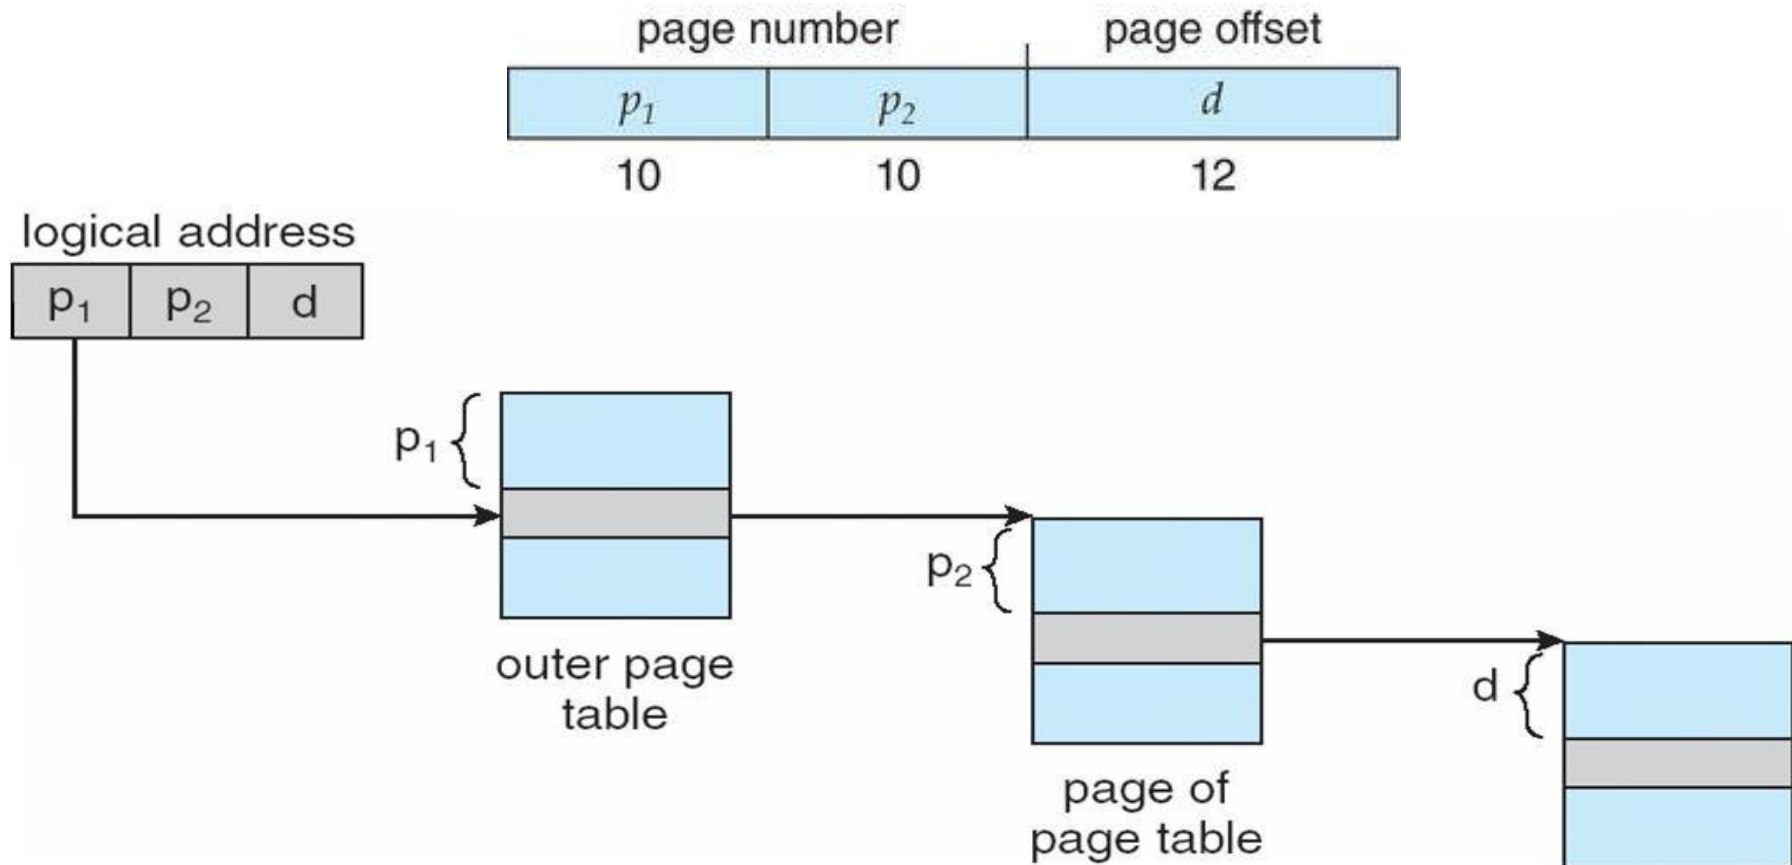 page number page offset
p₁ p₂ d
10 10 12
logical address
p₁ p₂ d
p₁
p₂
outer page
table
d
page of
page table